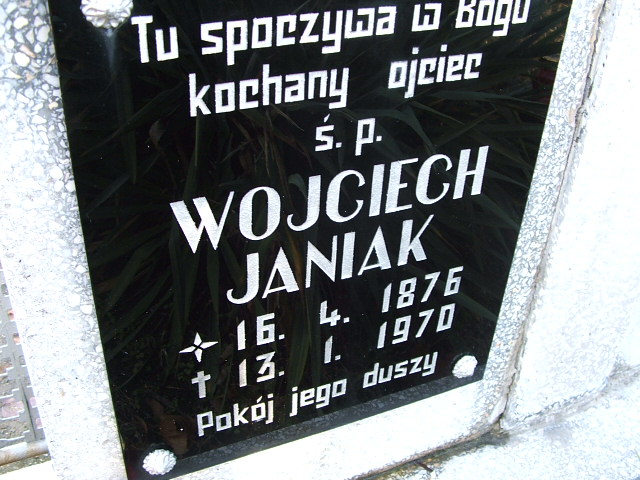 Tu spoczywa w Bogu
kochany ojciec
ś. p.
WOJCIECH
JANIAK
16. 4. 1876
✝ 13. 1. 1970
Pokój jego duszy